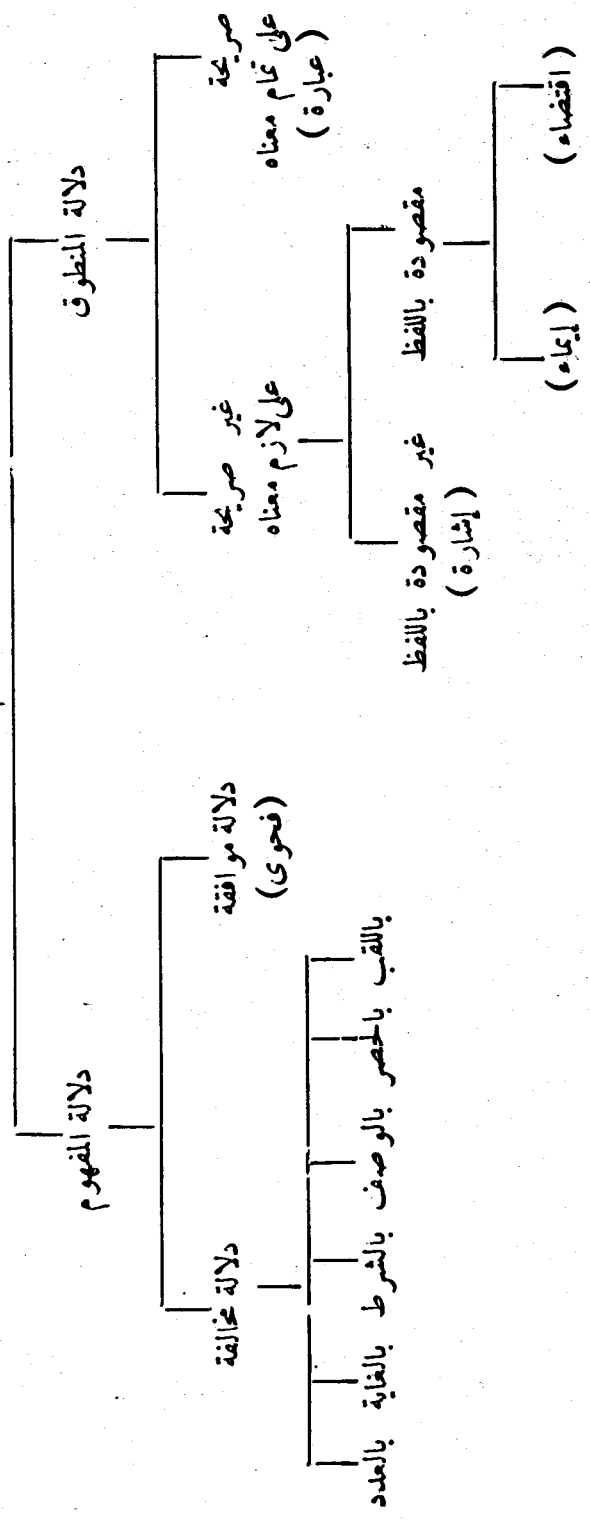 دلالة المنطوق
دلالة المفهوم
صريحة
على تمام معناه
(عبارة)
غير صريحة
على لازم معناه
دلالة موافقة
(فحوى)
دلالة مخالفة
مقصودة باللفظ
غير مقصودة باللفظ
(إشارة)
(اقتضاء)
(إيماء)
باللقب
بالحصر
بالوصف
بالشرط
بالغاية
بالعدد